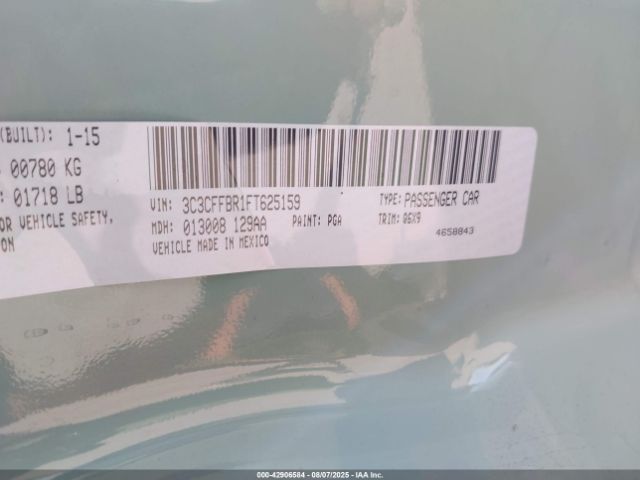 (BUILT): 1-15
00780 KG
01718 LB
OR VEHICLE SAFETY,
ON
VIN: 3C3CFFBR1FT625159 TYPE: PASSENGER CAR
MDH: 013008 129AA PAINT: PGA TRIM: G6X9
VEHICLE MADE IN MEXICO 4658843
000-42906584 - 08/07/2025 - IAA Inc.